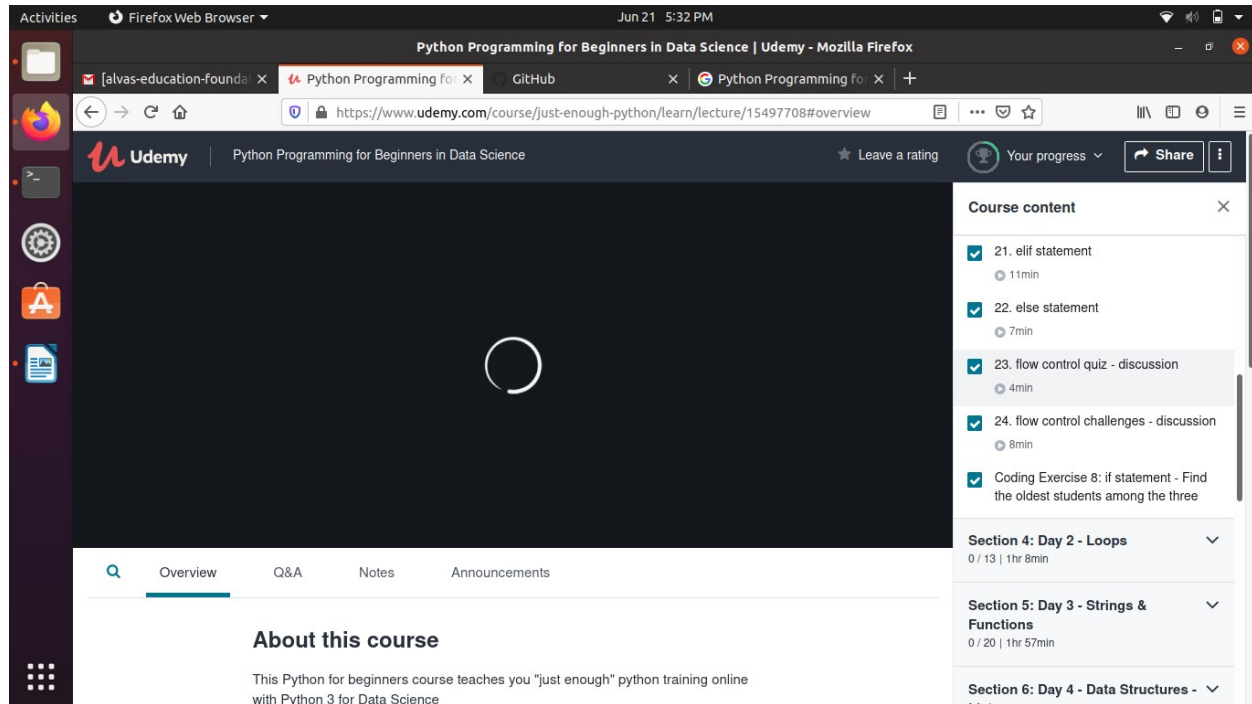 Activities
Firefox Web Browser
Jun 21 5:32 PM
Python Programming for Beginners in Data Science | Udemy - Mozilla Firefox
[alvas-education-founda
Python Programming for
GitHub
Python Programming for
https://www.udemy.com/course/just-enough-python/learn/lecture/15497708#overview
Udemy
Python Programming for Beginners in Data Science
Leave a rating
Your progress
Share
Course content
21. elif statement
11min
22. else statement
7min
23. flow control quiz - discussion
4min
24. flow control challenges - discussion
8min
Coding Exercise 8: if statement - Find
the oldest students among the three
Section 4: Day 2 - Loops
0 / 13 | 1hr 8min
Section 5: Day 3 - Strings &
Functions
0 / 20 | 1hr 57min
Section 6: Day 4 - Data Structures -
Overview
Q&A
Notes
Announcements
About this course
This Python for beginners course teaches you "just enough" python training online
with Python 3 for Data Science